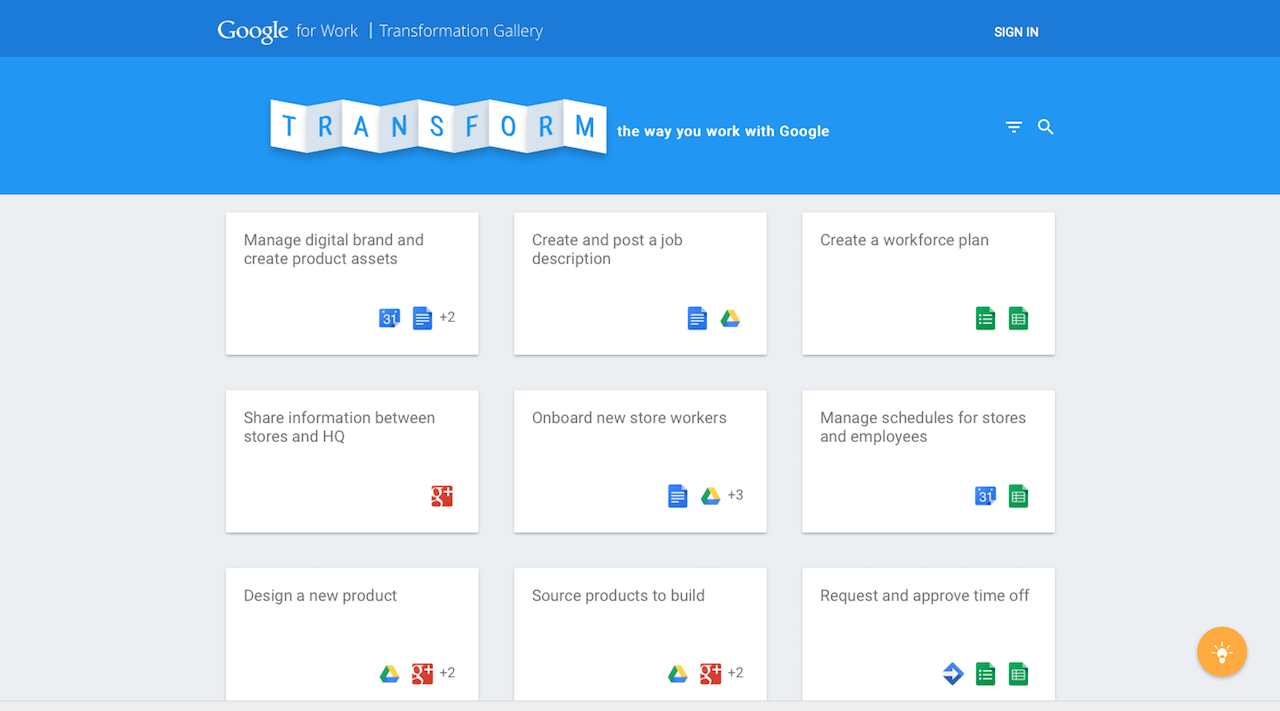 Google for Work | Transformation Gallery
SIGN IN
TRANSFORM the way you work with Google
Manage digital brand and
create product assets
31 +2
Create and post a job
description
Create a workforce plan
Share information between
stores and HQ
g+
Onboard new store workers
+3
Manage schedules for stores
and employees
31
Design a new product
g+ +2
Source products to build
g+ +2
Request and approve time off